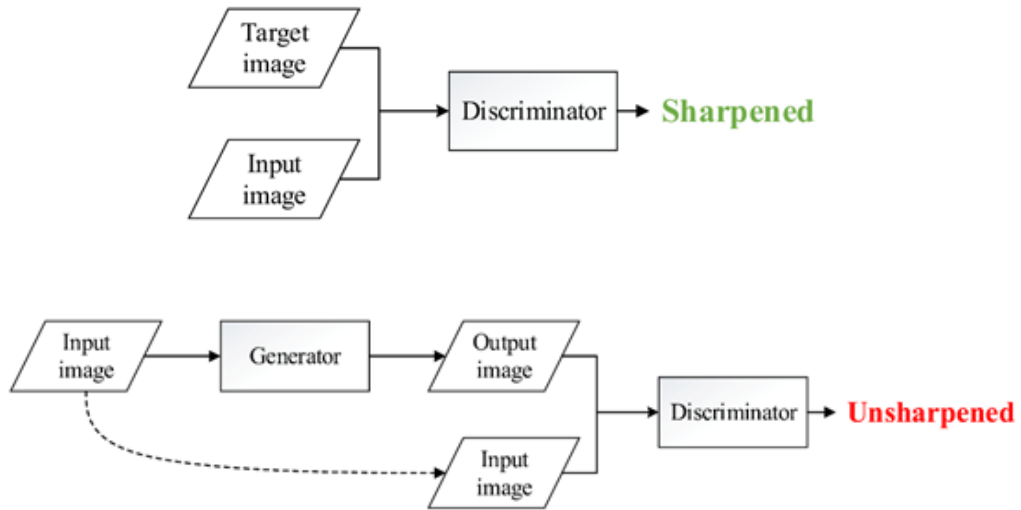 Target
image
Discriminator
Sharpened
Input
image
Input
image
Generator
Output
image
Discriminator
Unsharpened
Input
image